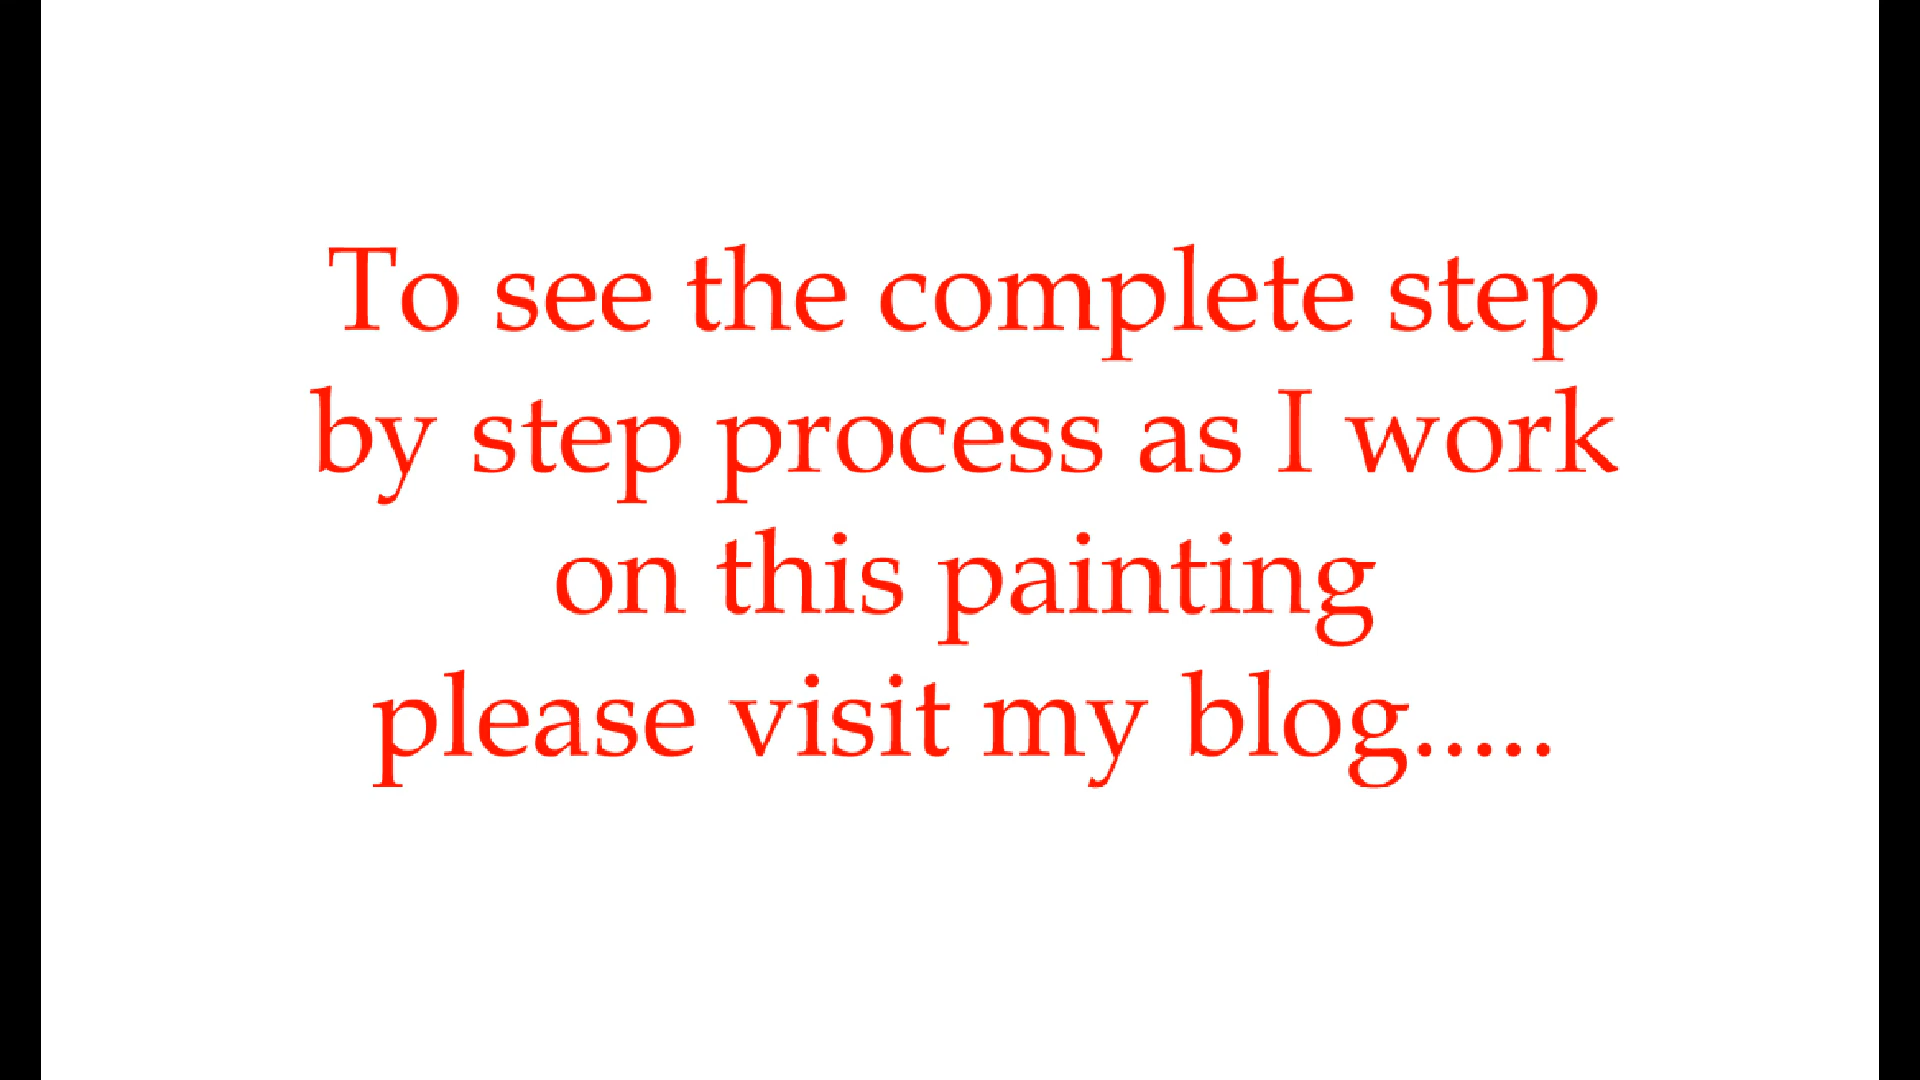 To see the complete step
by step process as I work
on this painting
please visit my blog.....